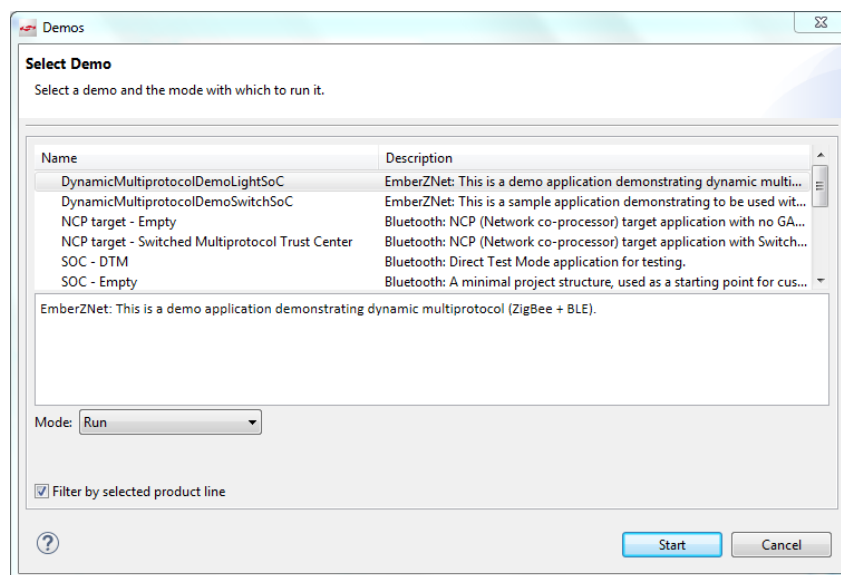 Demos
Select Demo
Select a demo and the mode with which to run it.
Name Description
DynamicMultiprotocolDemoLightSoC EmberZNet: This is a demo application demonstrating dynamic multi...
DynamicMultiprotocolDemoSwitchSoC EmberZNet: This is a sample application demonstrating to be used wit...
NCP target - Empty Bluetooth: NCP (Network co-processor) target application with no GA...
NCP target - Switched Multiprotocol Trust Center Bluetooth: NCP (Network co-processor) target application with Switch...
SOC - DTM Bluetooth: Direct Test Mode application for testing.
SOC - Empty Bluetooth: A minimal project structure, used as a starting point for cus...
EmberZNet: This is a demo application demonstrating dynamic multiprotocol (ZigBee + BLE).
Mode: Run
Filter by selected product line
? Start Cancel